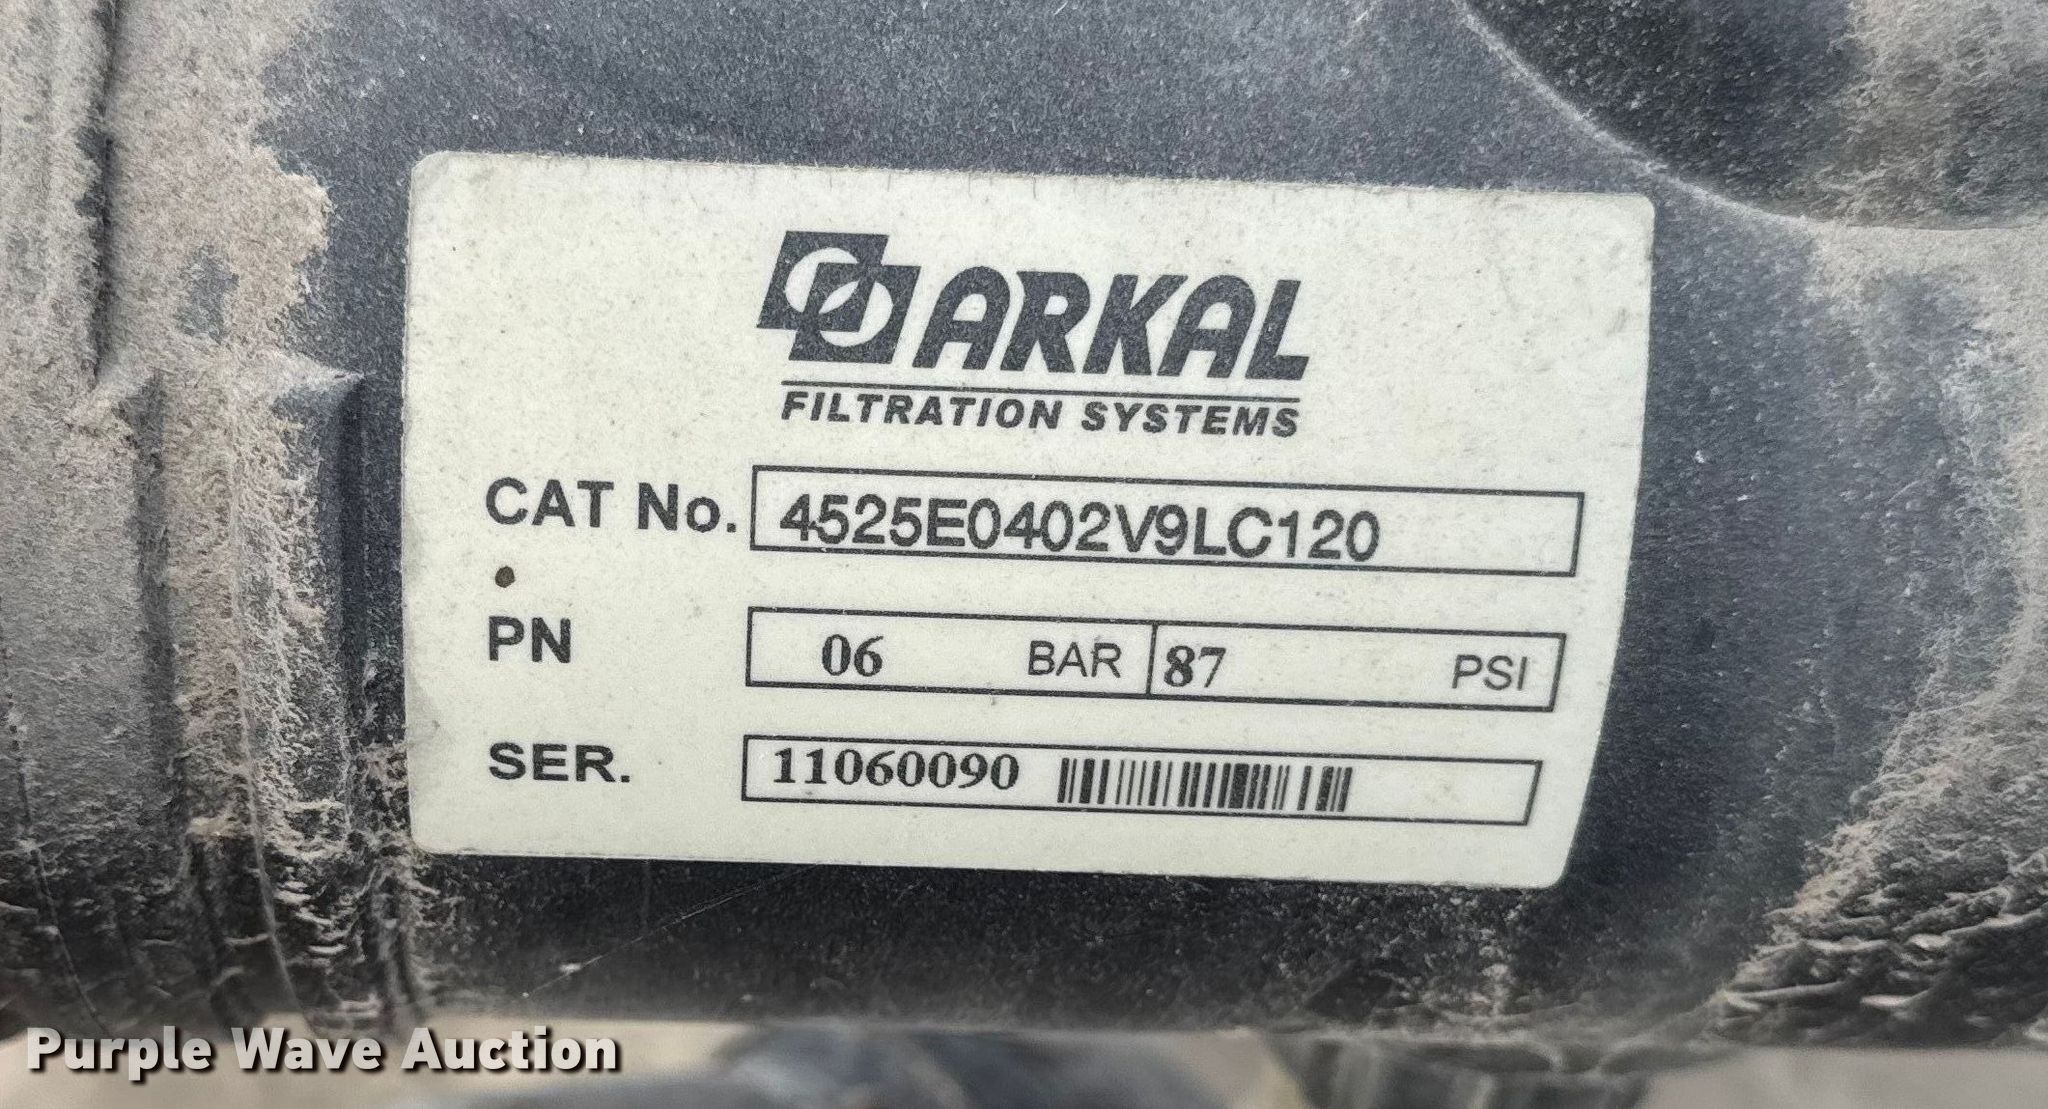 ARKAL
FILTRATION SYSTEMS
CAT No. 4525E0402V9LC120
PN 06 BAR 87 PSI
SER. 11060090
Purple Wave Auction